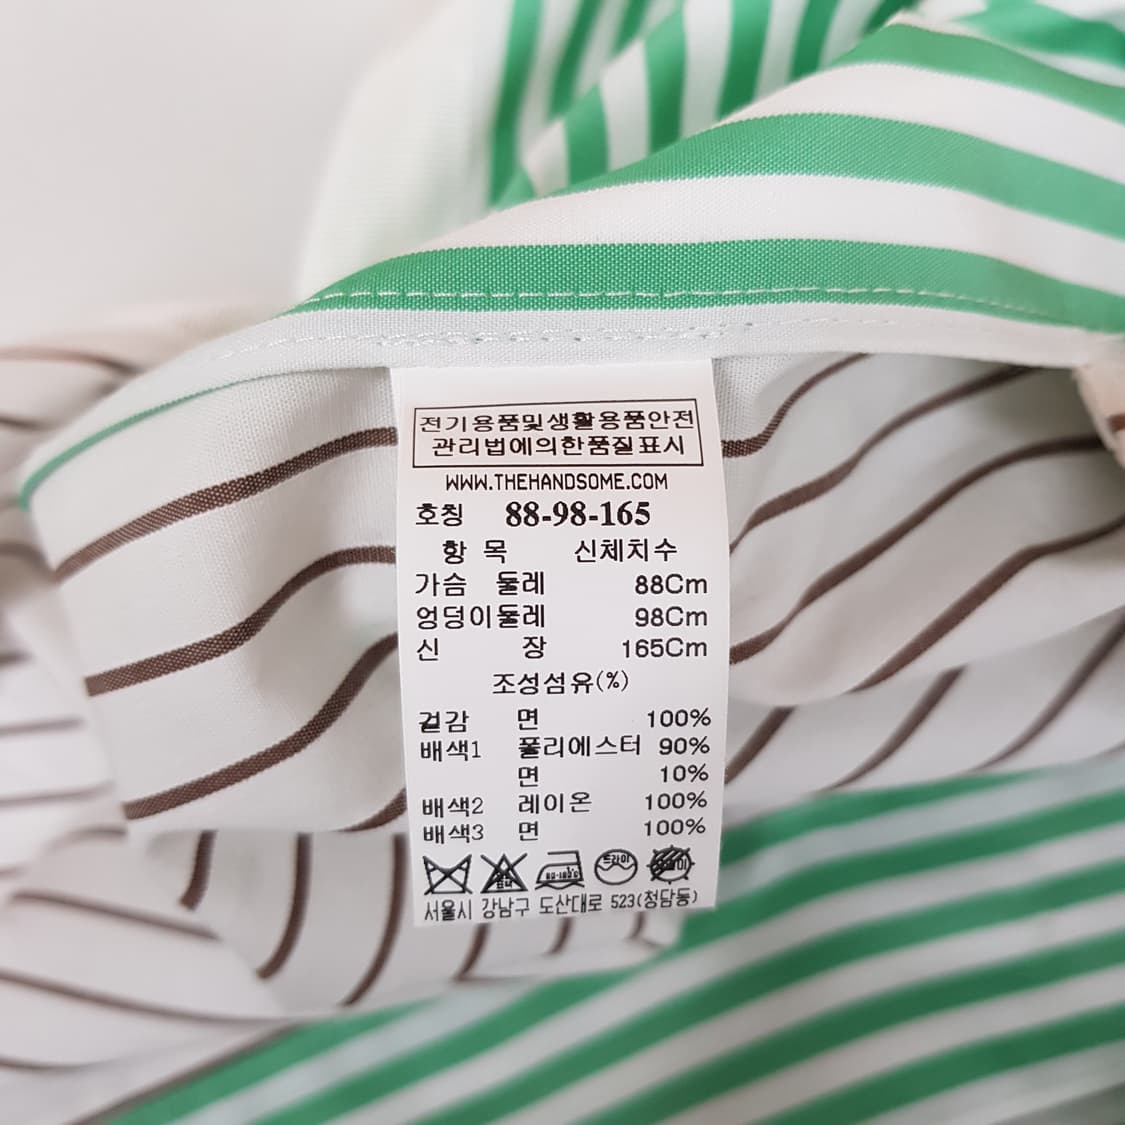 전기용품및생활용품안전
관리법에의한품질표시
WWW.THEHANDSOME.COM
호칭 88-98-165
항 목 신체치수
가슴 둘레 88Cm
엉덩이둘레 98Cm
신 장 165Cm
조성섬유(%)
겉감 면 100%
배색1 폴리에스터 90%
면 10%
배색2 레이온 100%
배색3 면 100%
드라이
서울시 강남구 도산대로 523(청담동)